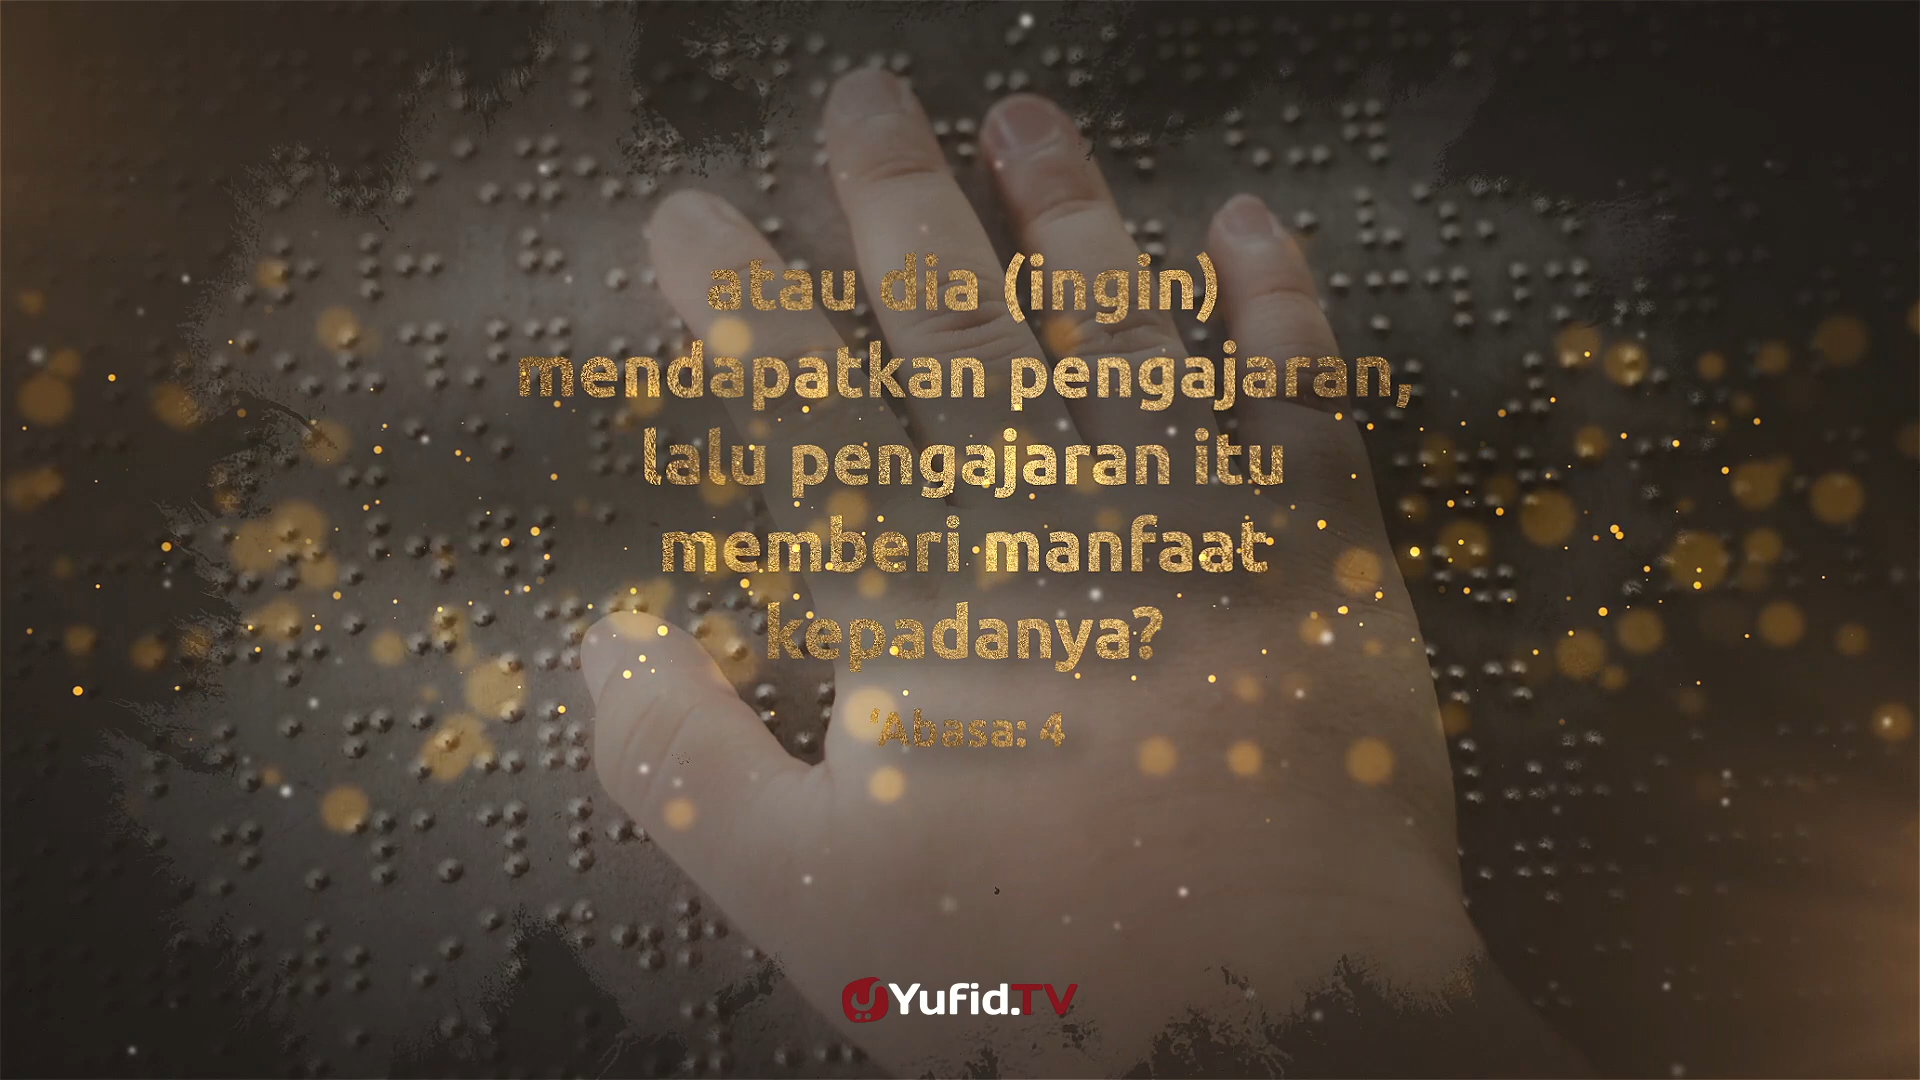 atau dia (ingin)
mendapatkan pengajaran,
lalu pengajaran itu
memberi manfaat
kepadanya?
'Abasa: 4
Yufid.TV